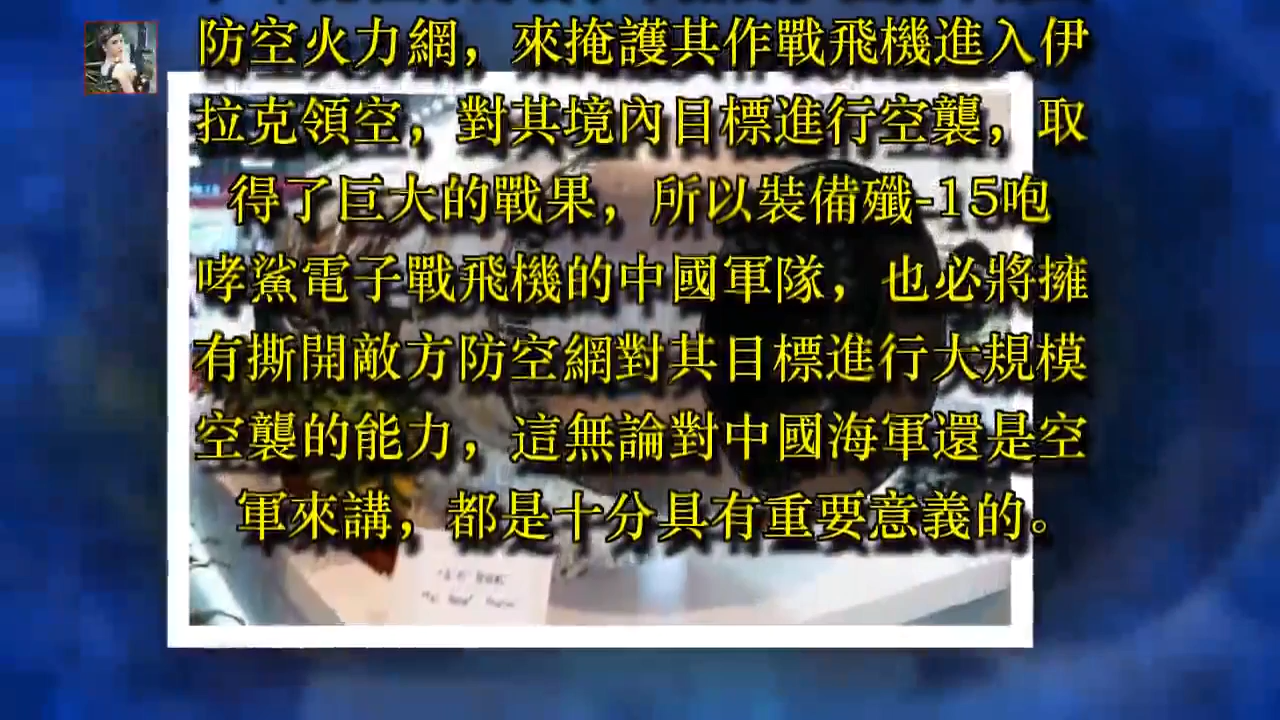 防空火力網，來掩護其作戰飛機進入伊
拉克領空，對其境內目標進行空襲，取
得了巨大的戰果，所以裝備殲-15咆
哮鯊電子戰飛機的中國軍隊，也必將擁
有撕開敵方防空網對其目標進行大規模
空襲的能力，這無論對中國海軍還是空
軍來講，都是十分具有重要意義的。